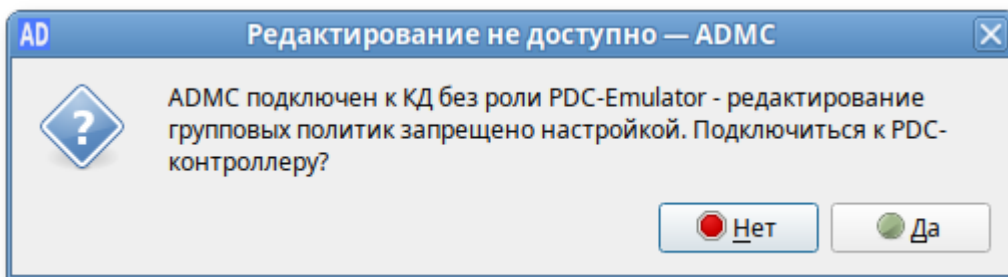 AD Редактирование не доступно — ADMC
ADMC подключен к КД без роли PDC-Emulator - редактирование
групповых политик запрещено настройкой. Подключиться к PDC-
контроллеру?
Нет Да